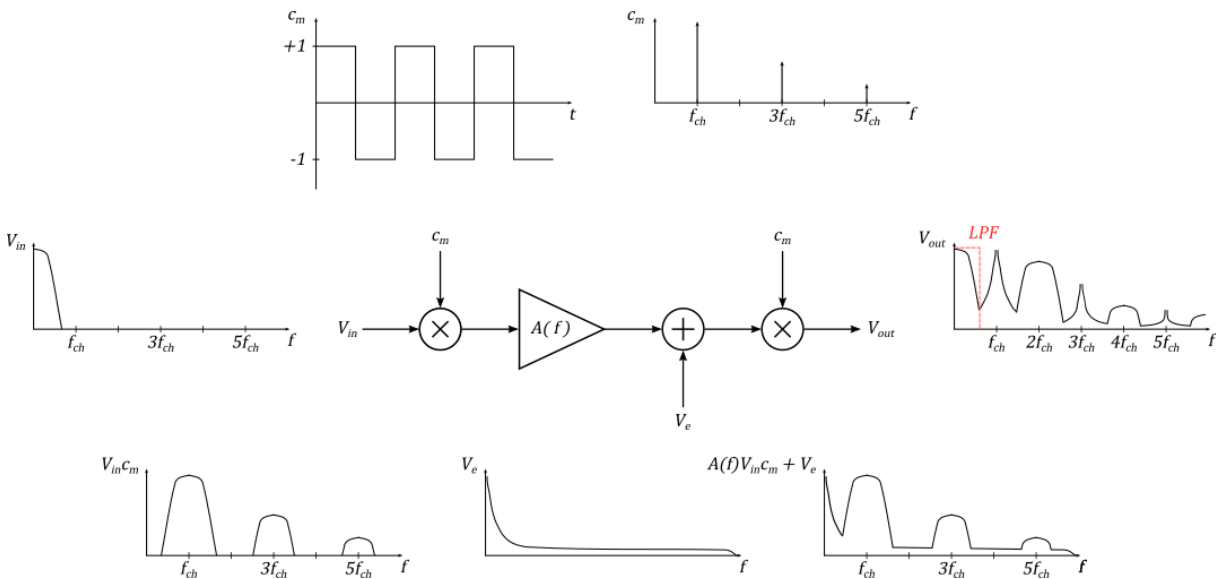 c_m
+1
-1
t
c_m
f_ch 3f_ch 5f_ch f
V_in
f_ch 3f_ch 5f_ch f
c_m
V_in
×
A(f)
+
V_e
c_m
×
V_out
V_out
LPF
f_ch 2f_ch 3f_ch 4f_ch 5f_ch f
V_in c_m
f_ch 3f_ch 5f_ch f
V_e
f
A(f)V_in c_m + V_e
f_ch 3f_ch 5f_ch f